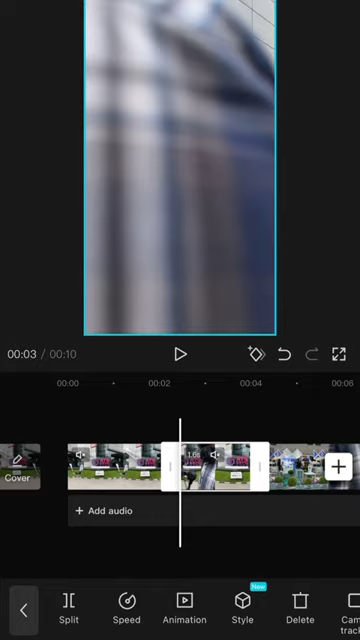 00:03 / 00:10
00:00
00:02
00:04
00:06
Cover
1.6s
+ Add audio
New
Split
Speed
Animation
Style
Delete
Cam
track